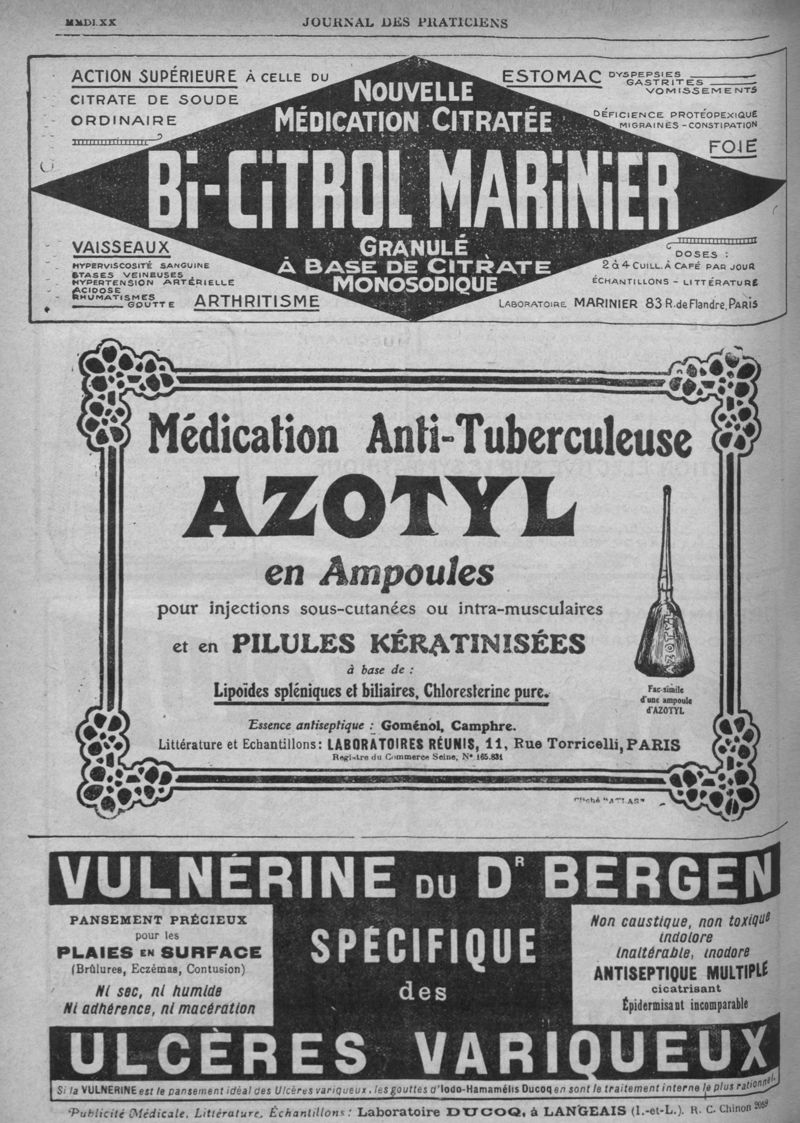 MMDLXX
JOURNAL DES PRATICIENS
ACTION SUPÉRIEURE À CELLE DU
CITRATE DE SOUDE
ORDINAIRE
NOUVELLE
MÉDICATION CITRATÉE
ESTOMAC DYSPEPSIES
GASTRITES
VOMISSEMENTS
DÉFICIENCE PROTÉOPEXIQUE
MIGRAINES - CONSTIPATION
FOIE
Bi-CiTROL MARiNiER
VAISSEAUX
HYPERVISCOSITÉ SANGUINE
STASES VEINEUSES
HYPERTENSION ARTÉRIELLE
ACIDOSE
RHUMATISMES
GOUTTE ARTHRITISME
GRANULÉ
À BASE DE CITRATE
MONOSODIQUE
DOSES :
2 à 4 CUILL. À CAFÉ PAR JOUR
ÉCHANTILLONS - LITTÉRATURE
LABORATOIRE MARINIER 83 R. de FLANDRE, PARIS
Médication Anti-Tuberculeuse
AZOTYL
en Ampoules
pour injections sous-cutanées ou intra-musculaires
et en PILULES KÉRATINISÉES
à base de :
Lipoïdes spléniques et biliaires, Chloresterine pure.
AZOTYL
Fac-simile
d'une ampoule
d'AZOTYL
Essence antiseptique : Goménol, Camphre.
Littérature et Echantillons : LABORATOIRES RÉUNIS, 11, Rue Torricelli, PARIS
Registre du Commerce Seine, N° 165.831
Cliché "ATLAS"
VULNÉRINE DU DR BERGEN
PANSEMENT PRÉCIEUX
pour les
PLAIES EN SURFACE
(Brûlures, Eczémas, Contusion)
Ni sec, ni humide
Ni adhérence, ni macération
SPÉCIFIQUE
des
Non caustique, non toxique
indolore
inaltérable, inodore
ANTISEPTIQUE MULTIPLE
cicatrisant
Épidermisant incomparable
ULCÈRES VARIQUEUX
Si la VULNÉRINE est le pansement idéal des Ulcères variqueux, les gouttes d'Iodo-Hamamélis Ducoq en sont le traitement interne le plus rationnel.
Publicité Médicale, Littérature, Échantillons : Laboratoire DUCOQ, à LANGEAIS (I.-et-L.). R. C. Chinon 2059